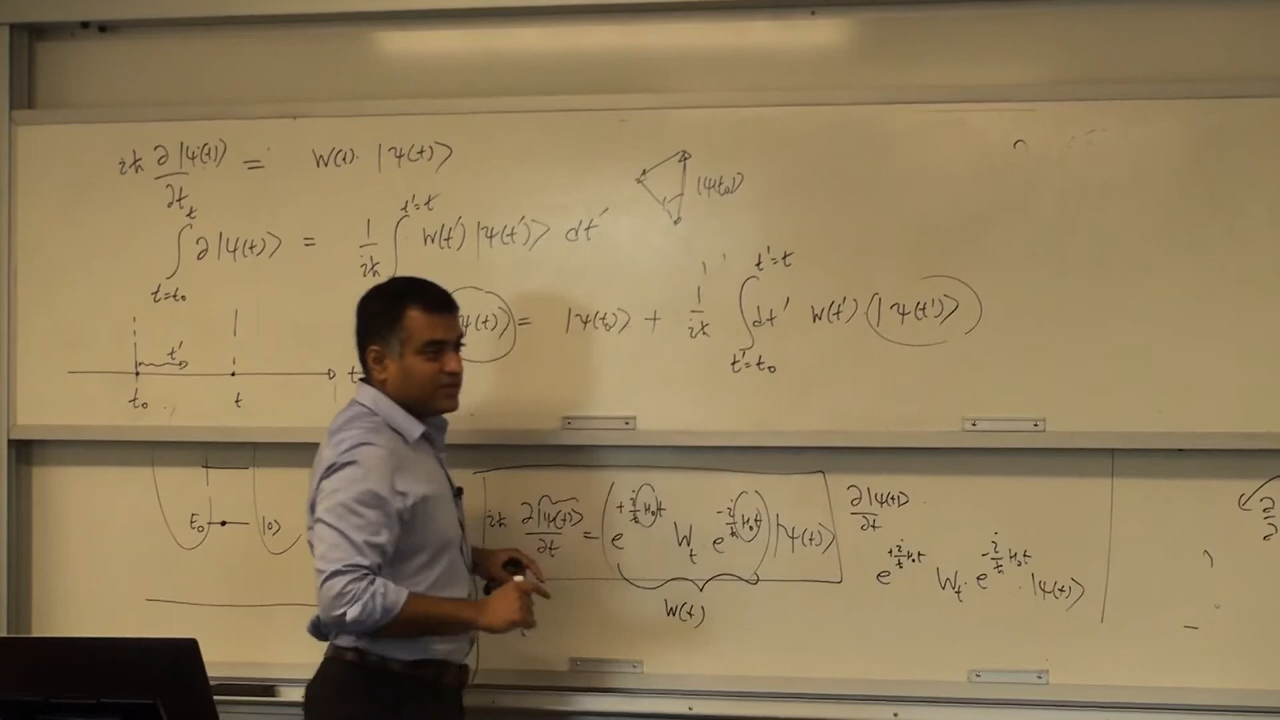 iħ ∂|ψ(t)⟩/∂t = W(t) · |ψ(t)⟩
|ψ(t₀)⟩
∫_{t=t₀}^{t} ∂|ψ(t)⟩ = 1/iħ ∫^{t'=t} W(t') |ψ(t')⟩ dt'
ψ(t)⟩ = |ψ(t₀)⟩ + 1/iħ ∫_{t'=t₀}^{t'=t} dt' W(t') (|ψ(t')⟩)
t'
t
t₀ t
E₀ |0⟩
iħ ∂|ψ(t)⟩/∂t = (e^{+i/ħ H₀t} W_t e^{-i/ħ H₀t}) |ψ(t)⟩
W(t)
∂|ψ(t)⟩/∂t
e^{+i/ħ H₀t} W_t · e^{-i/ħ H₀t} · |ψ(t)⟩